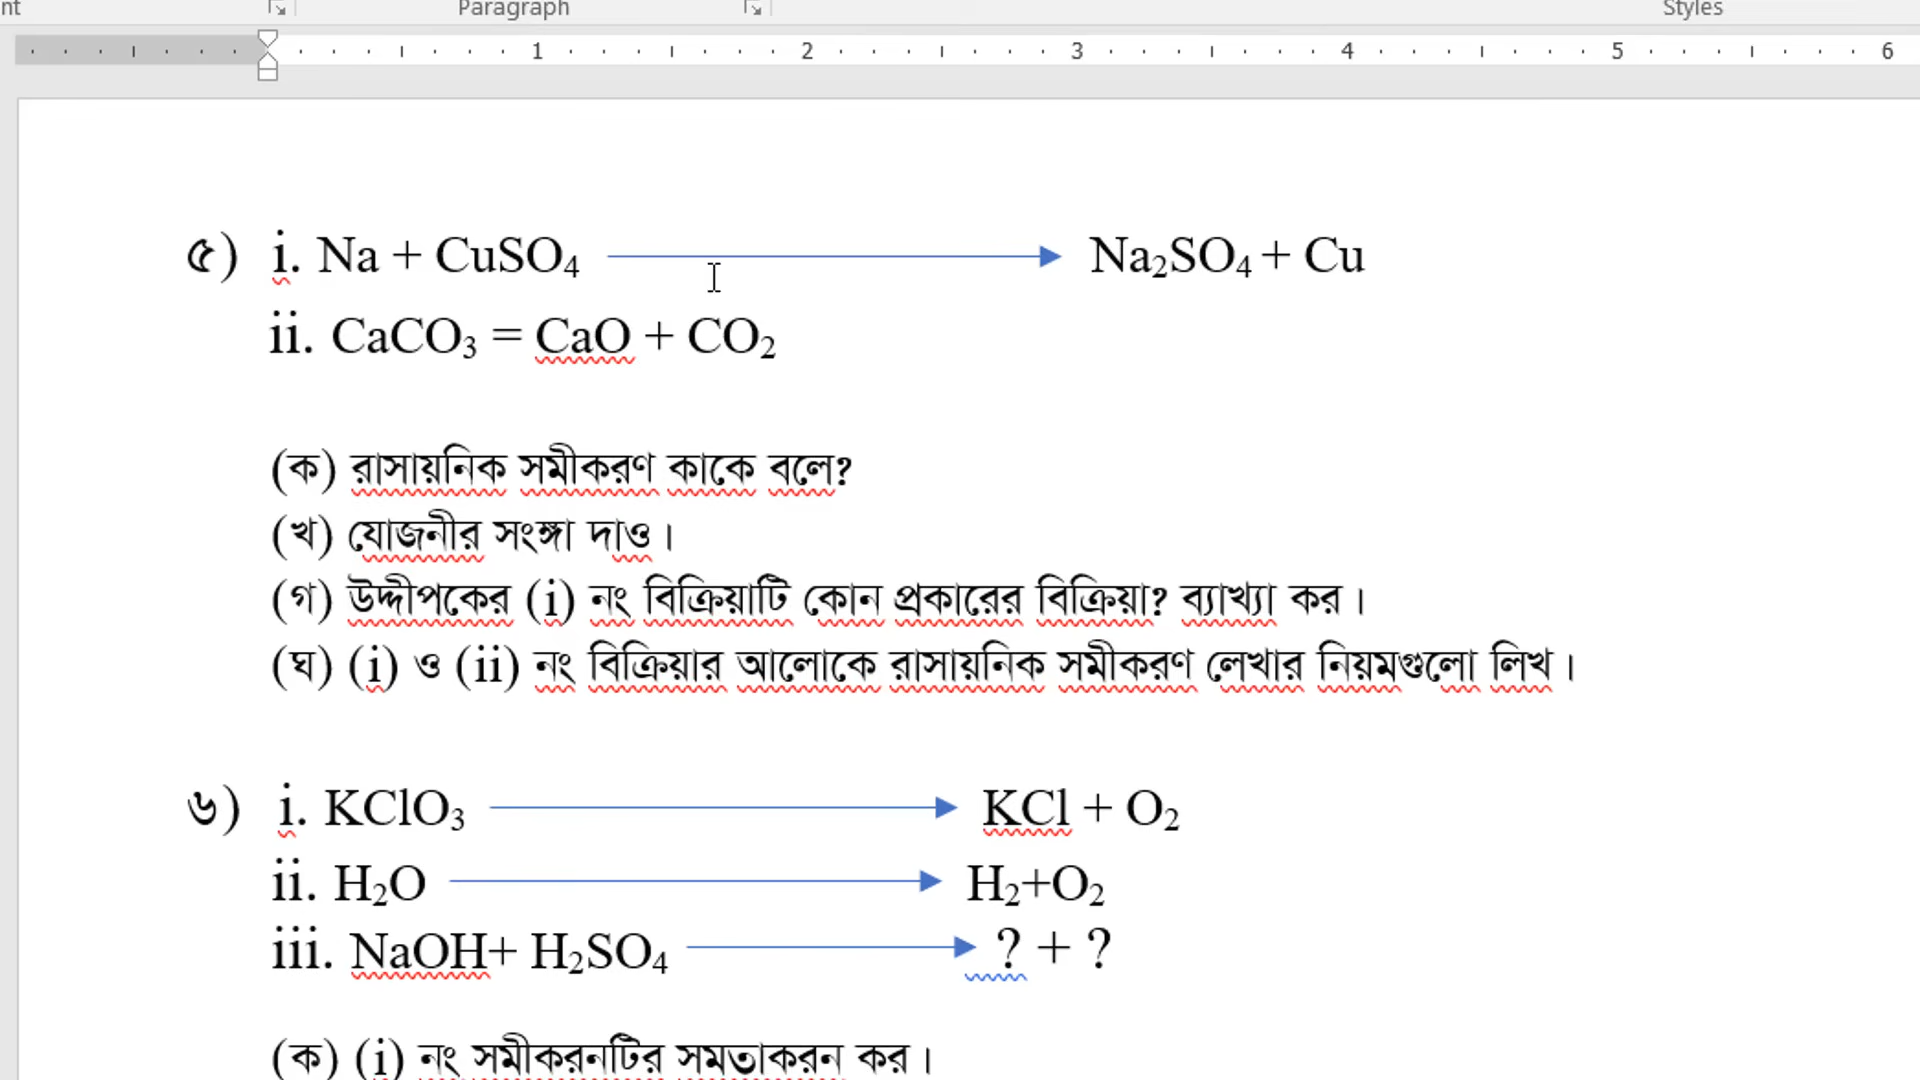 nt Paragraph Styles
1 2 3 4 5 6
৫) i. Na + CuSO₄ ⟶ Na₂SO₄ + Cu
ii. CaCO₃ = CaO + CO₂
(ক) রাসায়নিক সমীকরণ কাকে বলে?
(খ) যোজনীর সংঙ্গা দাও।
(গ) উদ্দীপকের (i) নং বিক্রিয়াটি কোন প্রকারের বিক্রিয়া? ব্যাখ্যা কর।
(ঘ) (i) ও (ii) নং বিক্রিয়ার আলোকে রাসায়নিক সমীকরণ লেখার নিয়মগুলো লিখ।
৬) i. KClO₃ ⟶ KCl + O₂
ii. H₂O ⟶ H₂+O₂
iii. NaOH+ H₂SO₄ ⟶ ? + ?
(ক) (i) নং সমীকরনটির সমতাকরন কর।